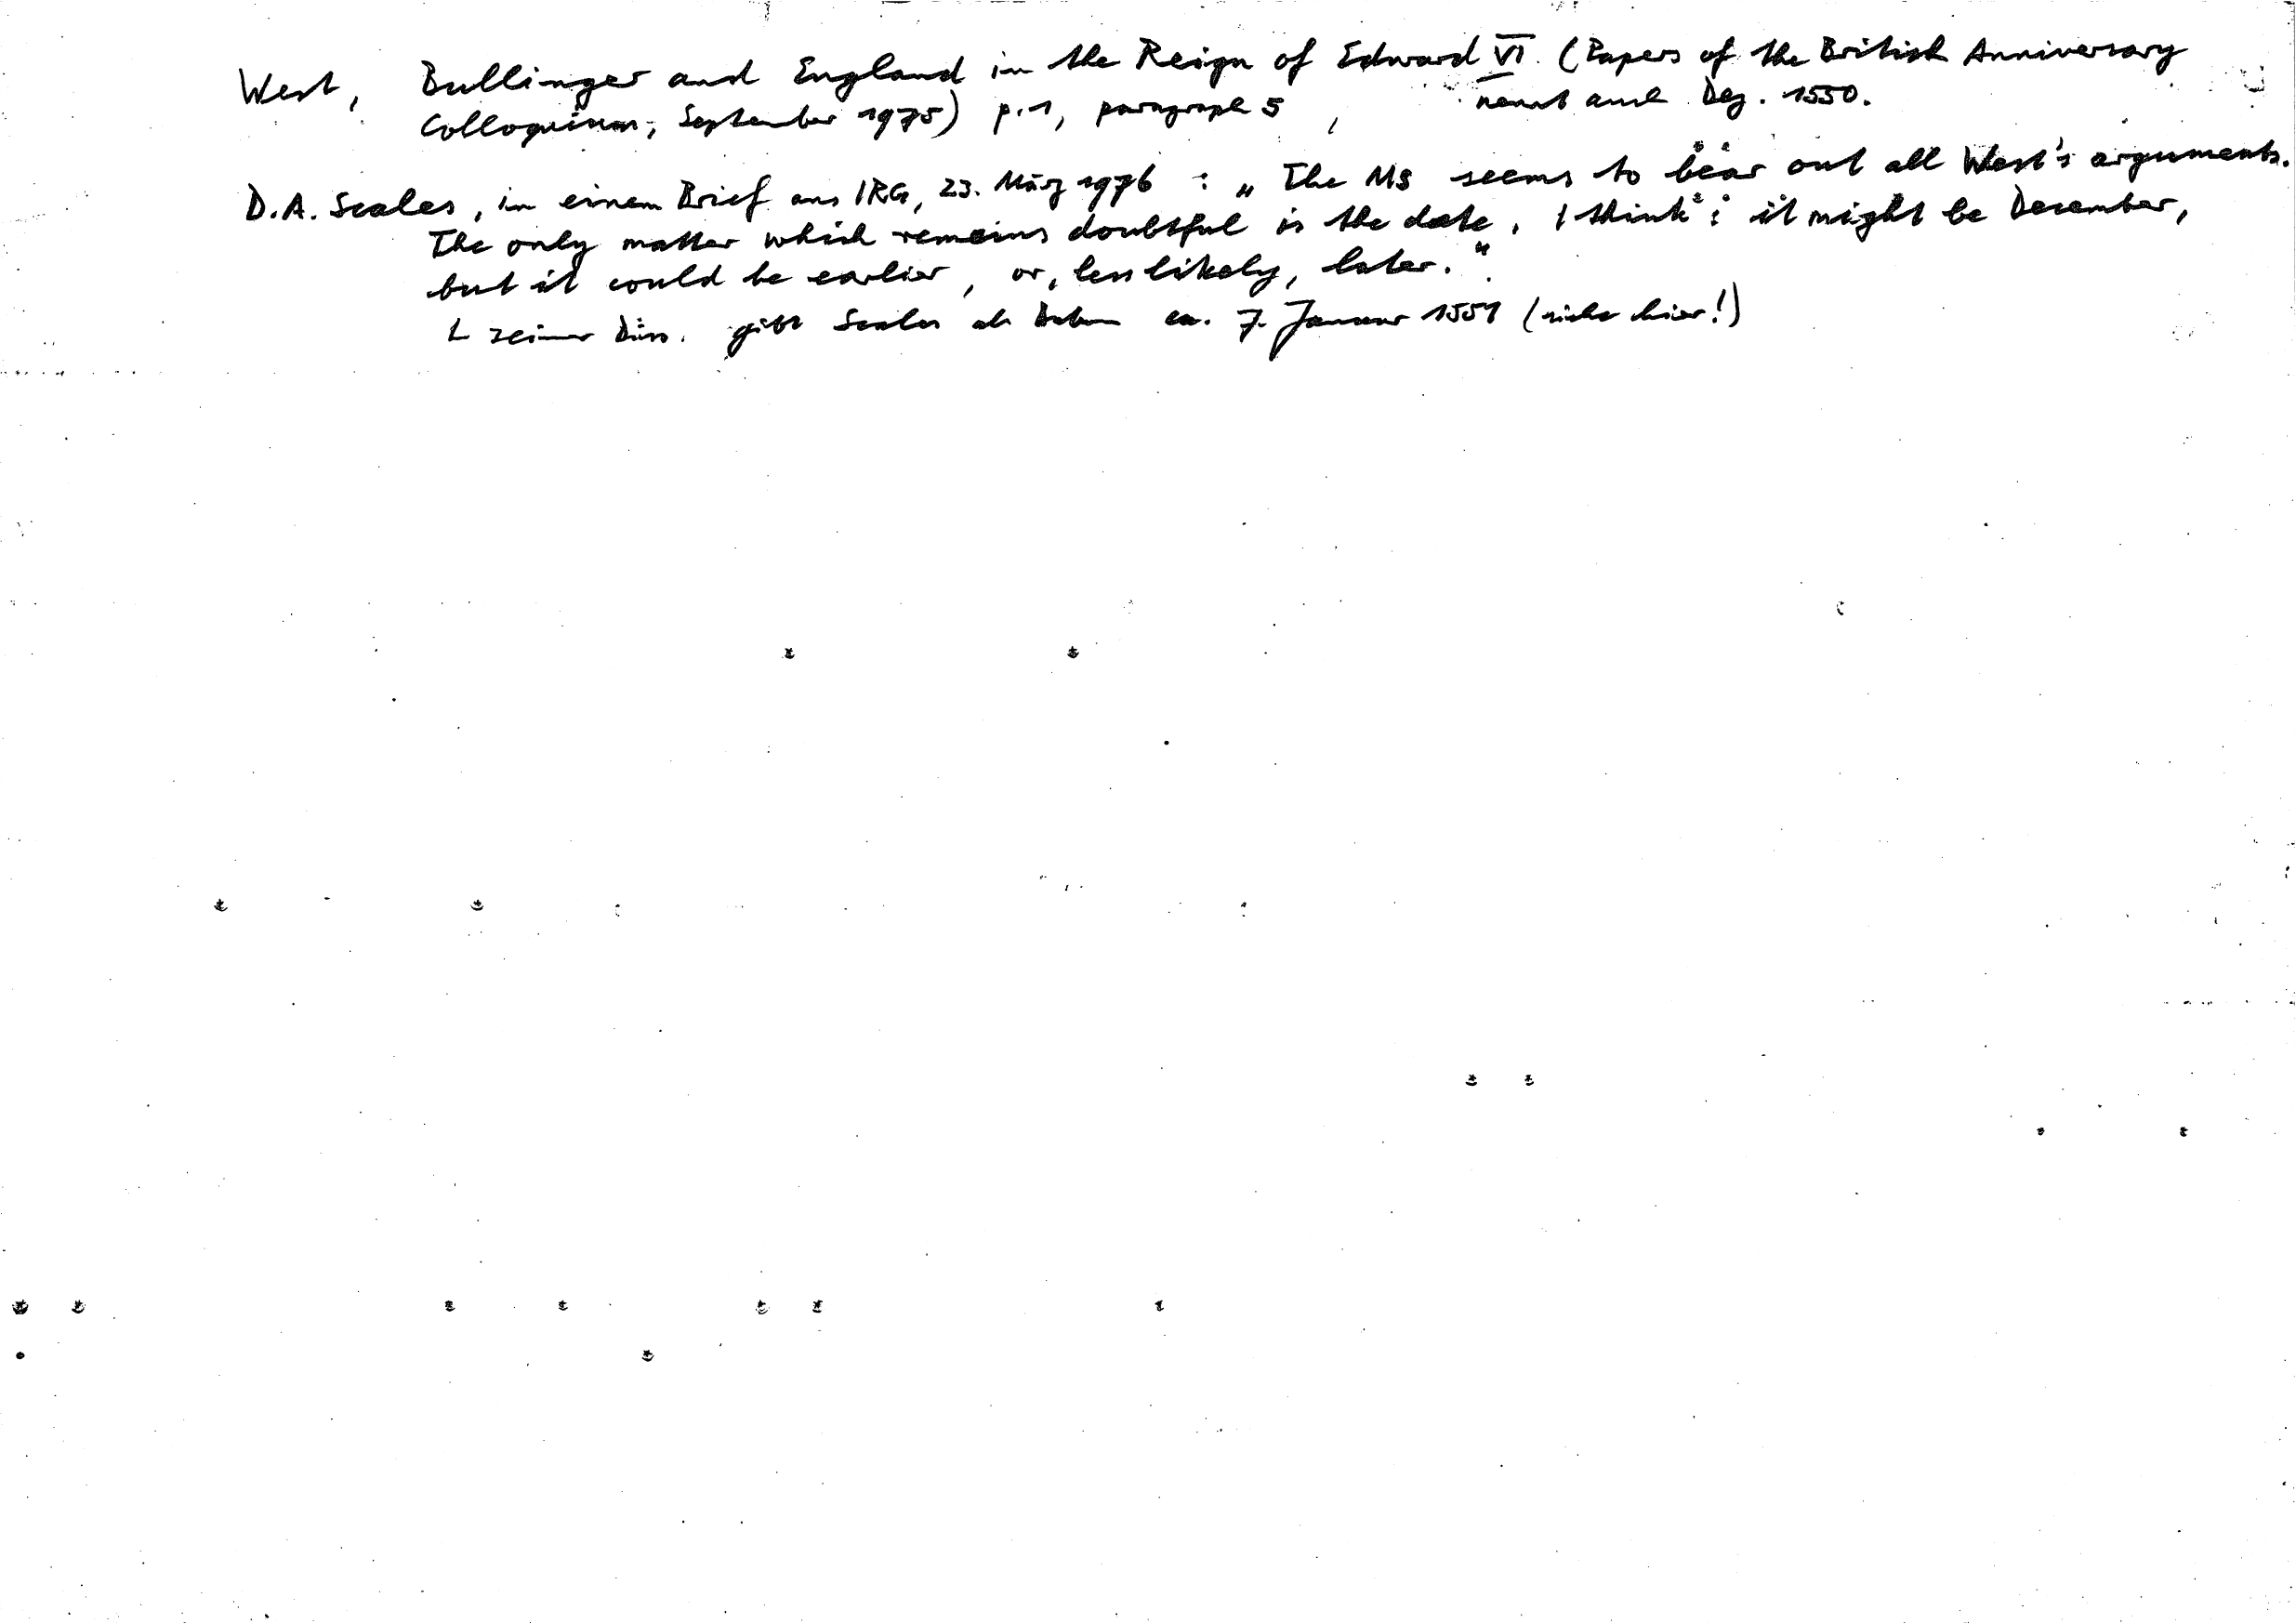 West, Bullinger and England in the Reign of Edward VI. (Papers of the British Anniversary
Colloquium, September 1975) p. 1, paragraph 5, nennt auch Dez. 1550.
D.A. Scales, in einem Brief ans IRG, 23. März 1976 : „The MS seems to bear out all West's arguments.
The only matter which remains doubtful is the date. I think it might be December,
but it could be earlier, or, less likely, later."
seiner Diss. gibt Scales als Datum ca. 7. Januar 1551 (siehe hier!)